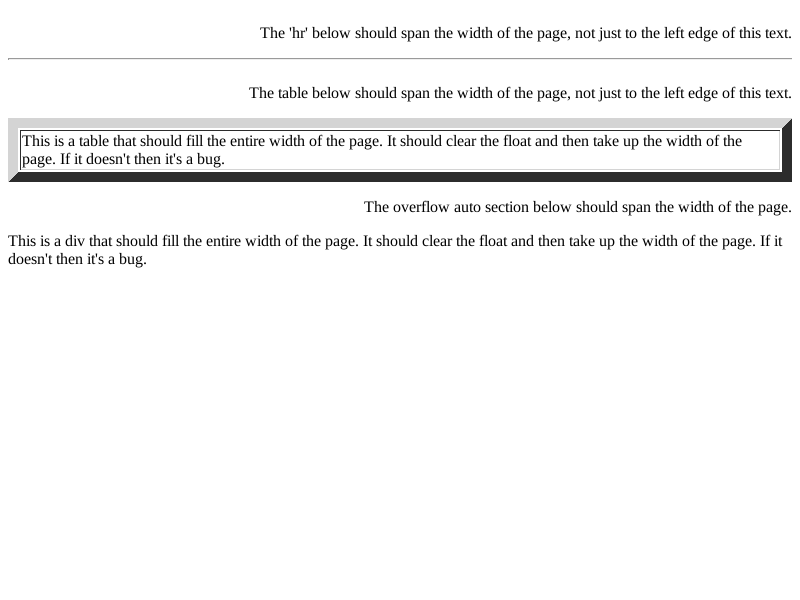 The 'hr' below should span the width of the page, not just to the left edge of this text.
The table below should span the width of the page, not just to the left edge of this text.
This is a table that should fill the entire width of the page. It should clear the float and then take up the width of the
page. If it doesn't then it's a bug.
The overflow auto section below should span the width of the page.
This is a div that should fill the entire width of the page. It should clear the float and then take up the width of the page. If it
doesn't then it's a bug.